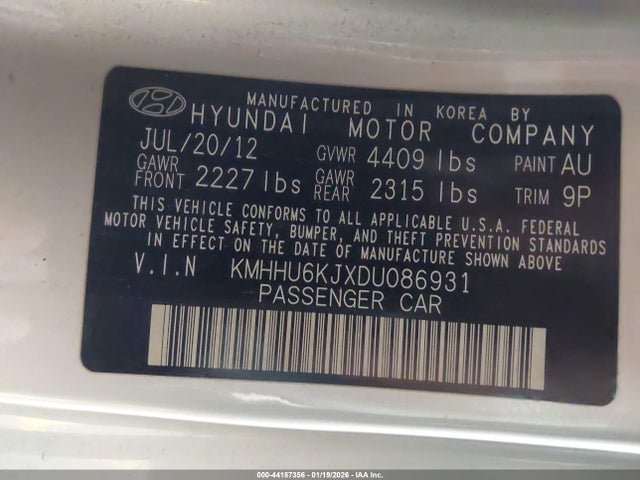 MANUFACTURED IN KOREA BY
HYUNDAI MOTOR COMPANY
JUL/20/12 GVWR 4409 lbs PAINT AU
GAWR FRONT 2227 lbs GAWR REAR 2315 lbs TRIM 9P
THIS VEHICLE CONFORMS TO ALL APPLICABLE U.S.A. FEDERAL
MOTOR VEHICLE SAFETY, BUMPER, AND THEFT PREVENTION STANDARDS
IN EFFECT ON THE DATE OF MANUFACTURE SHOWN ABOVE
V.I.N KMHHU6KJXDU086931
PASSENGER CAR
©™ - 44187356 - 01/19/2026 - IAA Inc.